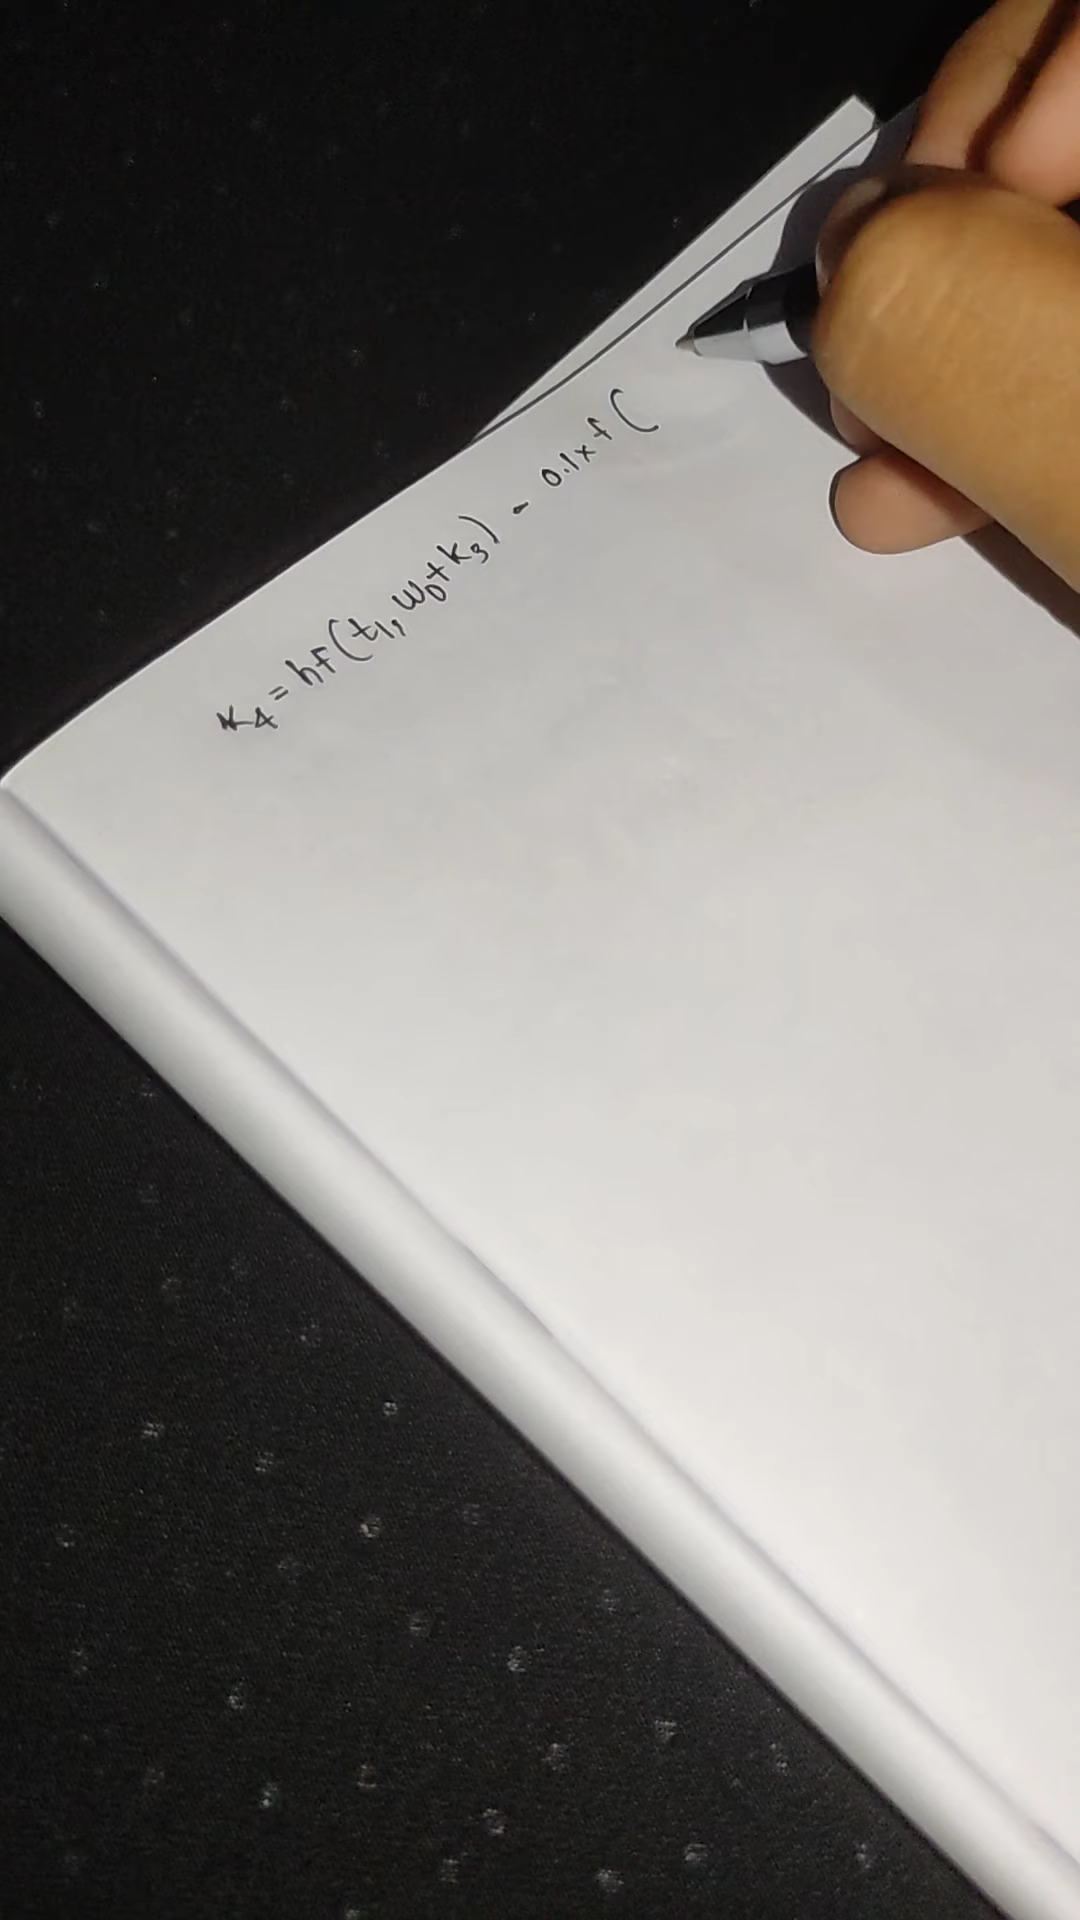 K₄ = hf(t₁, w₀+k₃) - 0.1 x f (